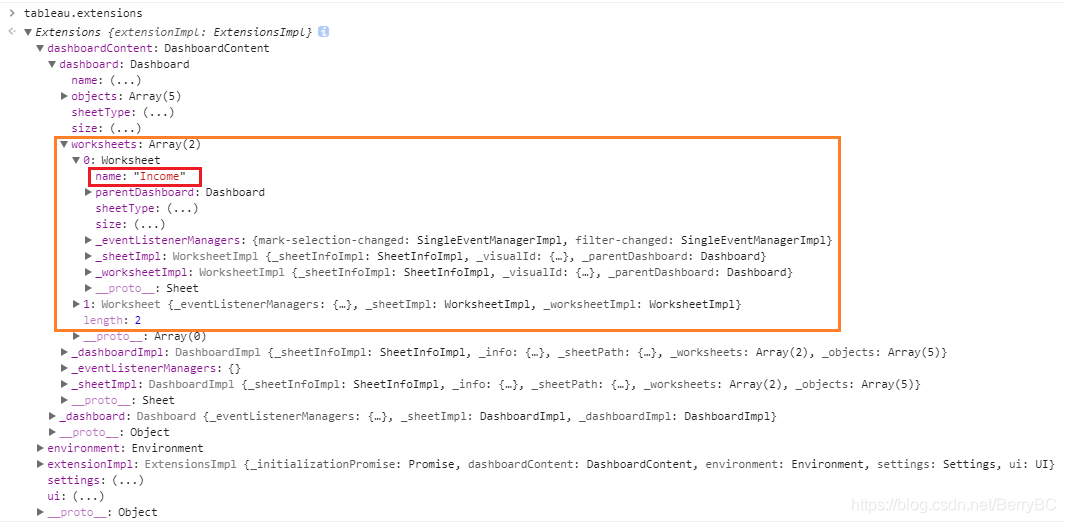 > tableau.extensions
< ▼Extensions {extensionImpl: ExtensionsImpl} i
▼dashboardContent: DashboardContent
▼dashboard: Dashboard
name: (...)
▶objects: Array(5)
sheetType: (...)
size: (...)
▼worksheets: Array(2)
▼0: Worksheet
name: "Income"
▶parentDashboard: Dashboard
sheetType: (...)
size: (...)
▶_eventListenerManagers: {mark-selection-changed: SingleEventManagerImpl, filter-changed: SingleEventManagerImpl}
▶_sheetImpl: WorksheetImpl {_sheetInfoImpl: SheetInfoImpl, _visualId: {…}, _parentDashboard: Dashboard}
▶_worksheetImpl: WorksheetImpl {_sheetInfoImpl: SheetInfoImpl, _visualId: {…}, _parentDashboard: Dashboard}
▶__proto__: Sheet
▶1: Worksheet {_eventListenerManagers: {…}, _sheetImpl: WorksheetImpl, _worksheetImpl: WorksheetImpl}
length: 2
▶__proto__: Array(0)
▶_dashboardImpl: DashboardImpl {_sheetInfoImpl: SheetInfoImpl, _info: {…}, _sheetPath: {…}, _worksheets: Array(2), _objects: Array(5)}
▶_eventListenerManagers: {}
▶_sheetImpl: DashboardImpl {_sheetInfoImpl: SheetInfoImpl, _info: {…}, _sheetPath: {…}, _worksheets: Array(2), _objects: Array(5)}
▶__proto__: Sheet
▶_dashboard: Dashboard {_eventListenerManagers: {…}, _sheetImpl: DashboardImpl, _dashboardImpl: DashboardImpl}
▶__proto__: Object
▶environment: Environment
▶extensionImpl: ExtensionsImpl {_initializationPromise: Promise, dashboardContent: DashboardContent, environment: Environment, settings: Settings, ui: UI}
settings: (...)
ui: (...)
▶__proto__: Object
https://blog.csdn.net/BerryBC